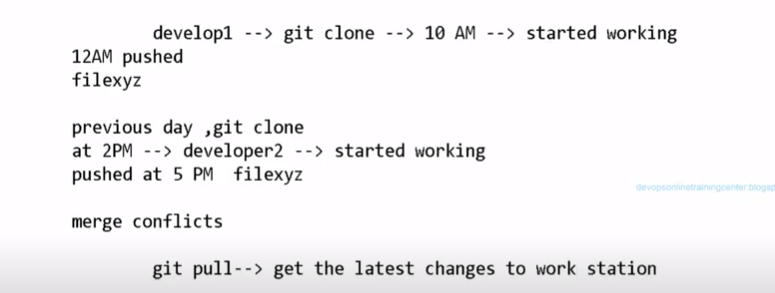 develop1 --> git clone --> 10 AM --> started working
12AM pushed
filexyz
previous day ,git clone
at 2PM --> developer2 --> started working
pushed at 5 PM filexyz
devopsonlinetrainingcenter.blogsp
merge conflicts
git pull--> get the latest changes to work station